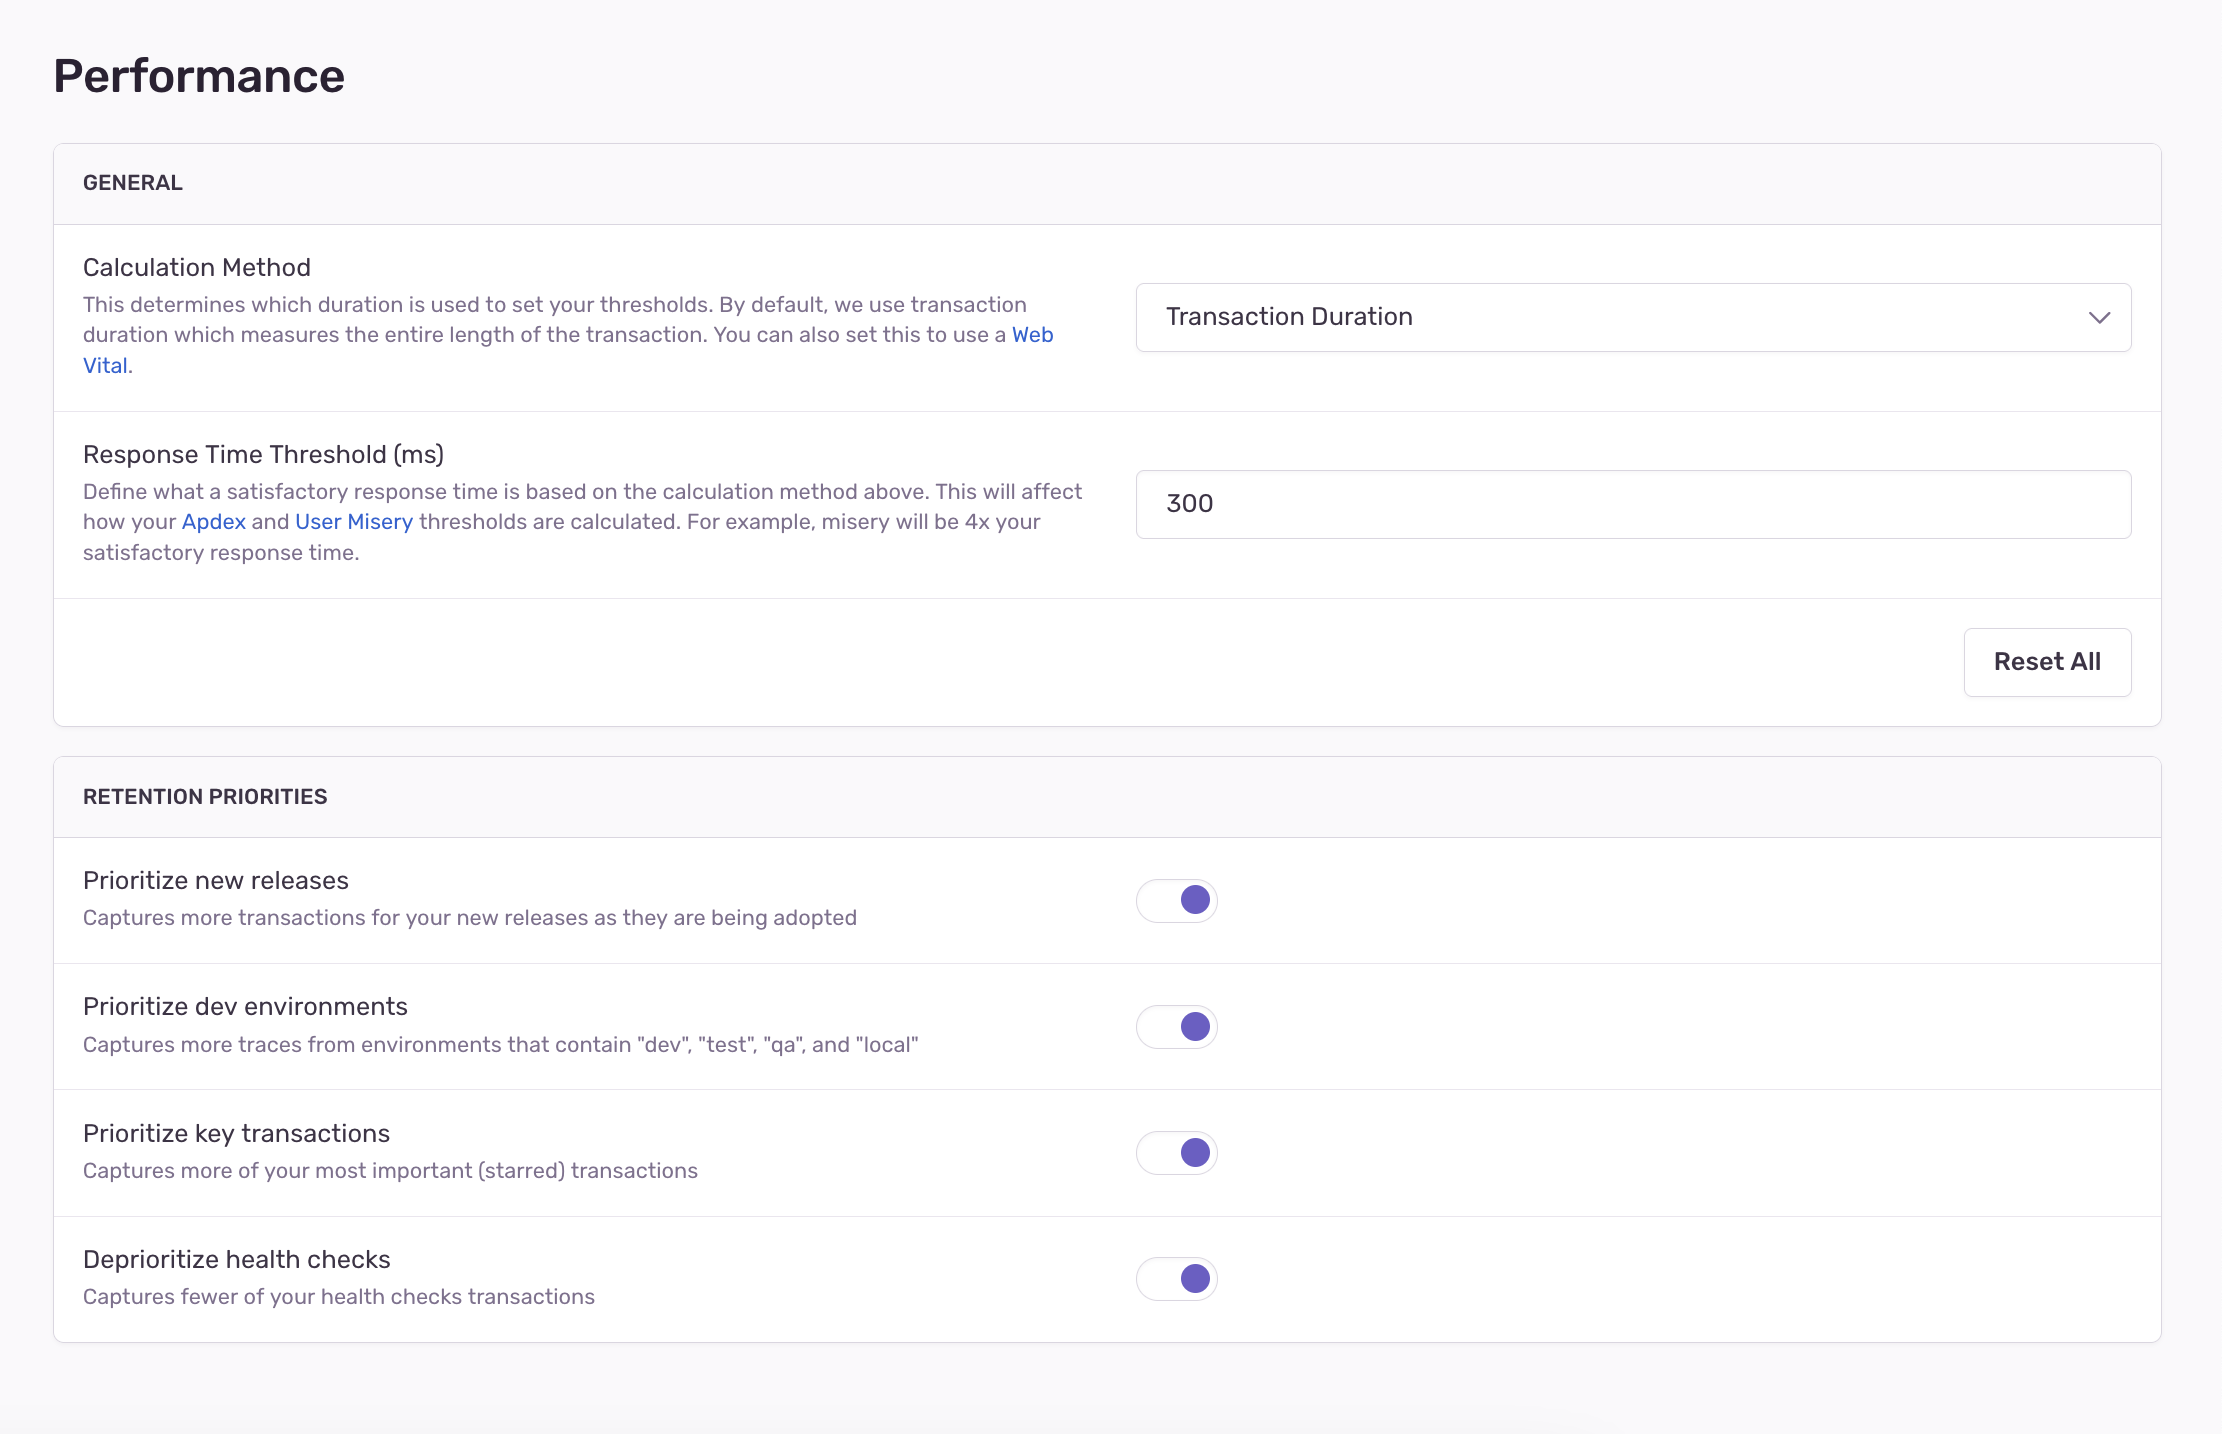 Performance
GENERAL
Calculation Method
This determines which duration is used to set your thresholds. By default, we use transaction
duration which measures the entire length of the transaction. You can also set this to use a Web
Vital.
Transaction Duration
Response Time Threshold (ms)
Define what a satisfactory response time is based on the calculation method above. This will affect
how your Apdex and User Misery thresholds are calculated. For example, misery will be 4x your
satisfactory response time.
300
Reset All
RETENTION PRIORITIES
Prioritize new releases
Captures more transactions for your new releases as they are being adopted
Prioritize dev environments
Captures more traces from environments that contain "dev", "test", "qa", and "local"
Prioritize key transactions
Captures more of your most important (starred) transactions
Deprioritize health checks
Captures fewer of your health checks transactions